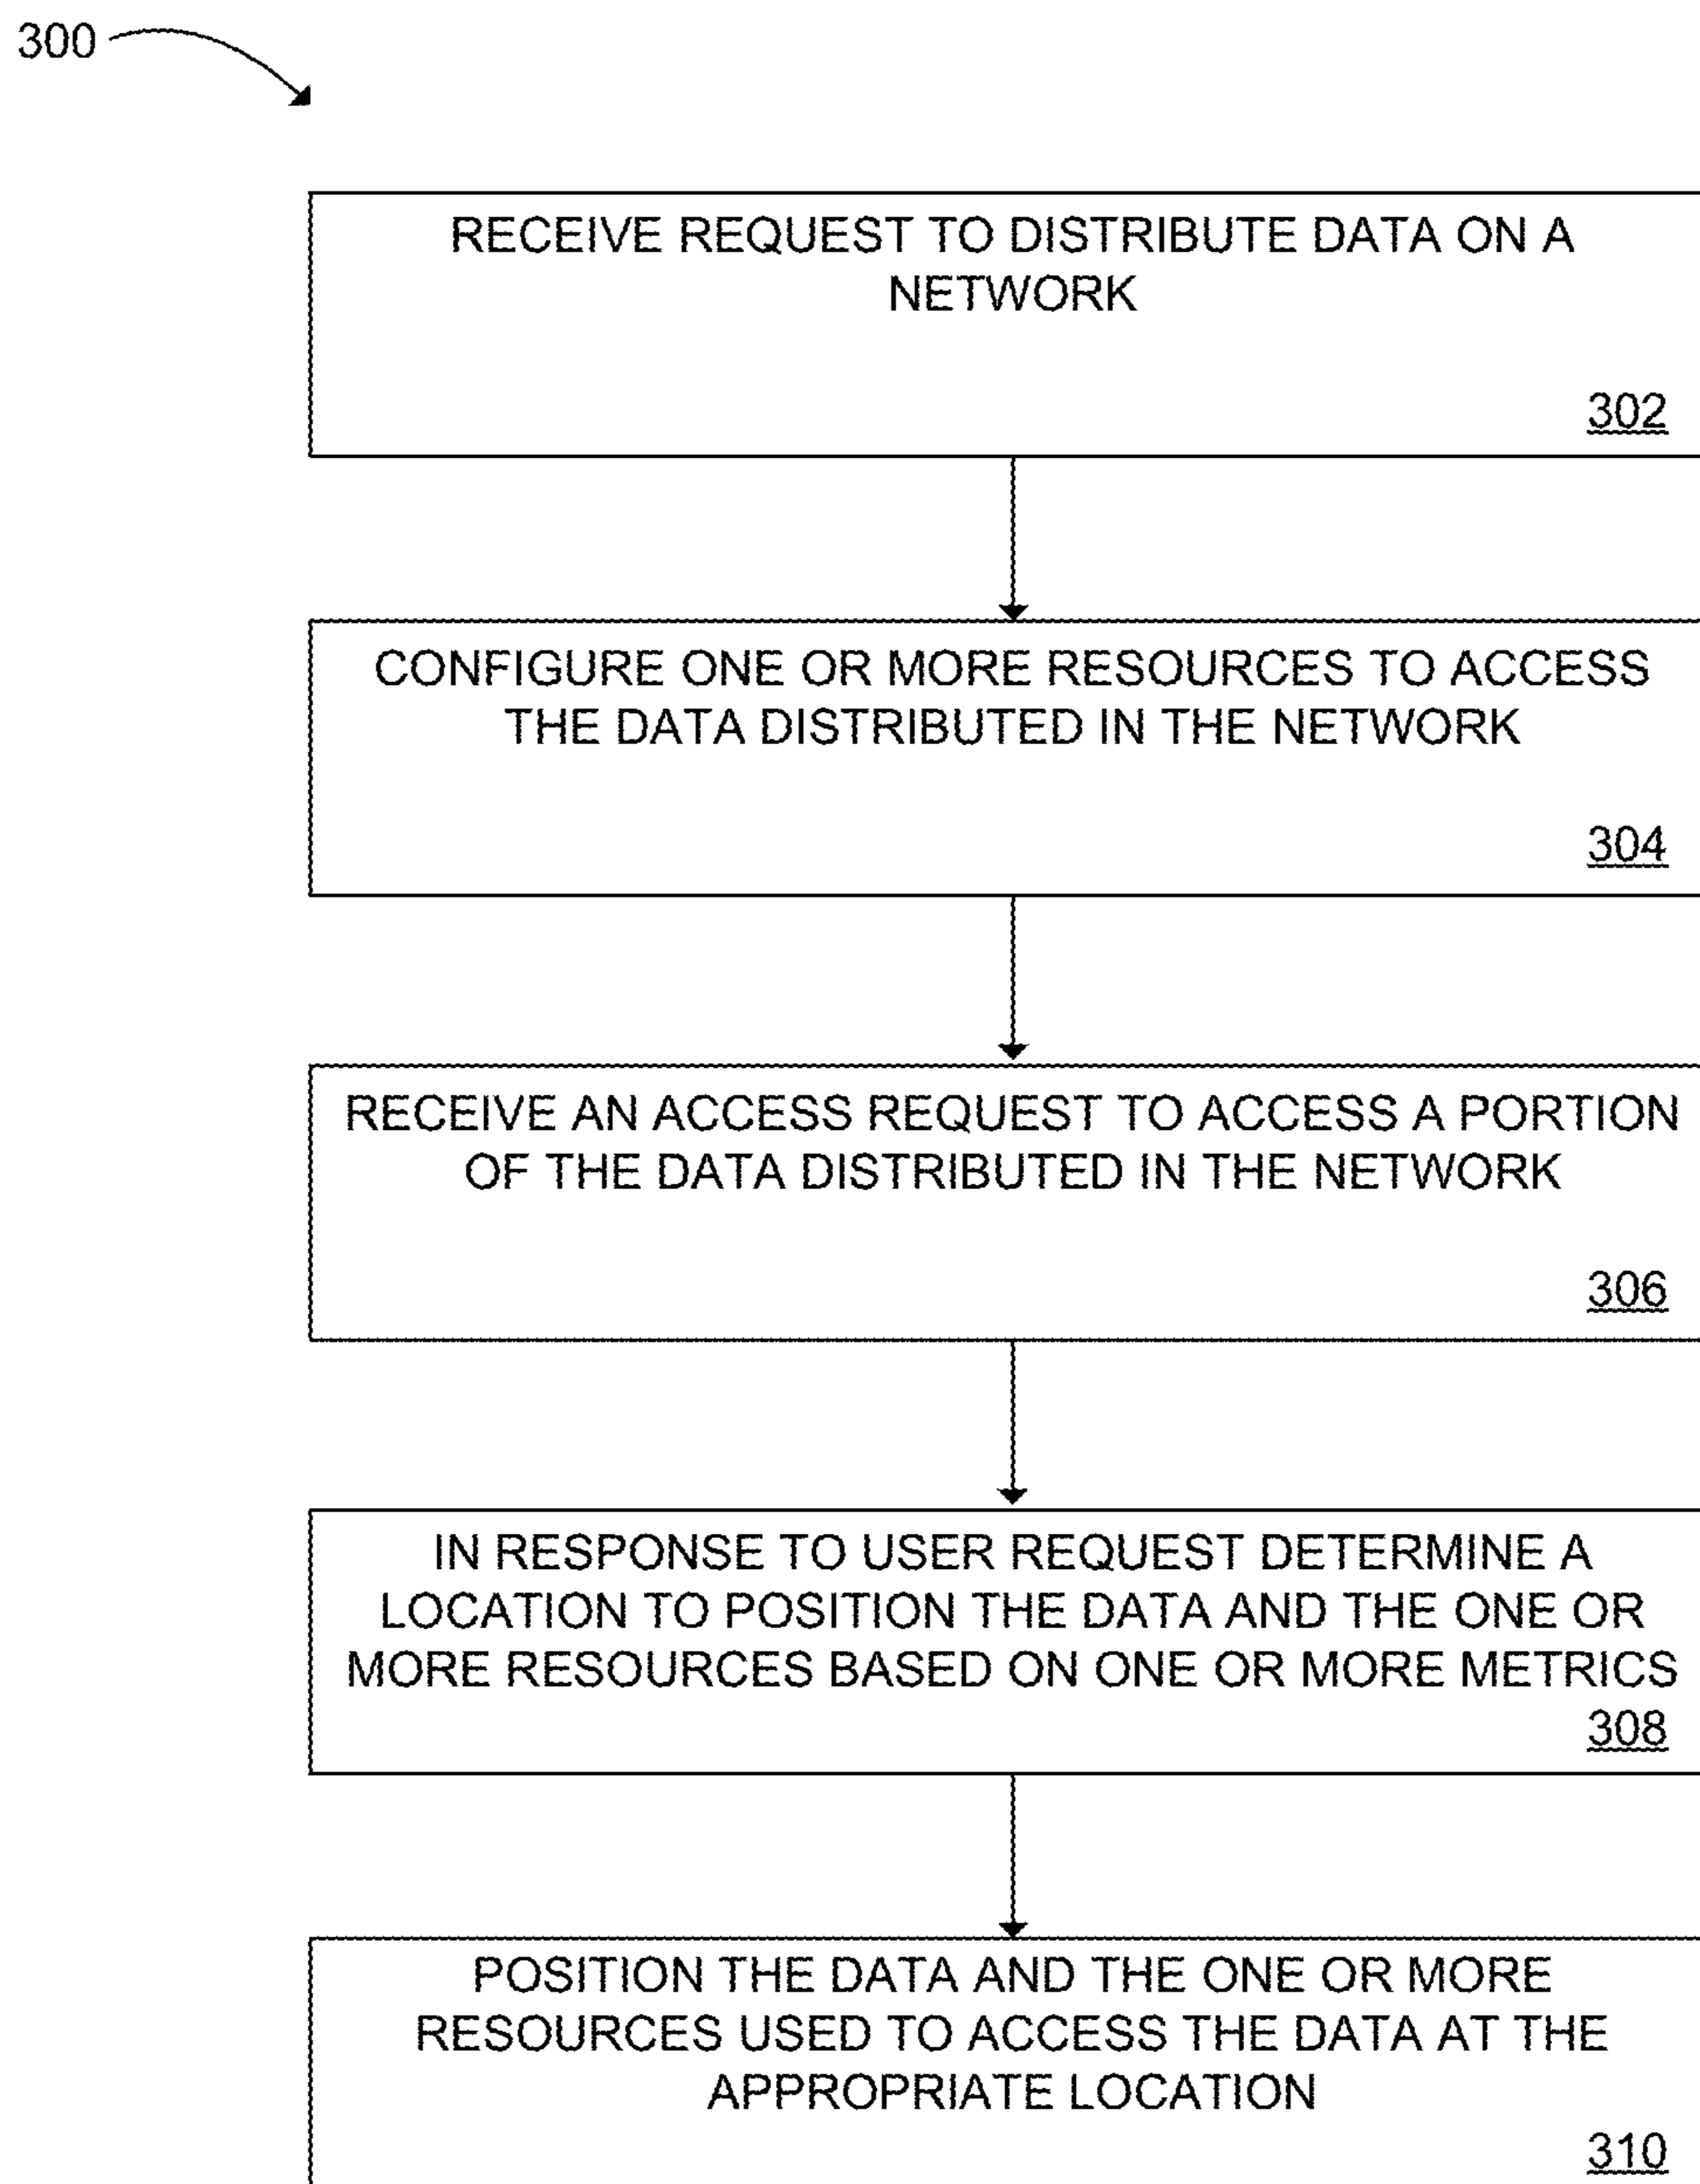 300
RECEIVE REQUEST TO DISTRIBUTE DATA ON A
NETWORK
302
CONFIGURE ONE OR MORE RESOURCES TO ACCESS
THE DATA DISTRIBUTED IN THE NETWORK
304
RECEIVE AN ACCESS REQUEST TO ACCESS A PORTION
OF THE DATA DISTRIBUTED IN THE NETWORK
306
IN RESPONSE TO USER REQUEST DETERMINE A
LOCATION TO POSITION THE DATA AND THE ONE OR
MORE RESOURCES BASED ON ONE OR MORE METRICS
308
POSITION THE DATA AND THE ONE OR MORE
RESOURCES USED TO ACCESS THE DATA AT THE
APPROPRIATE LOCATION
310